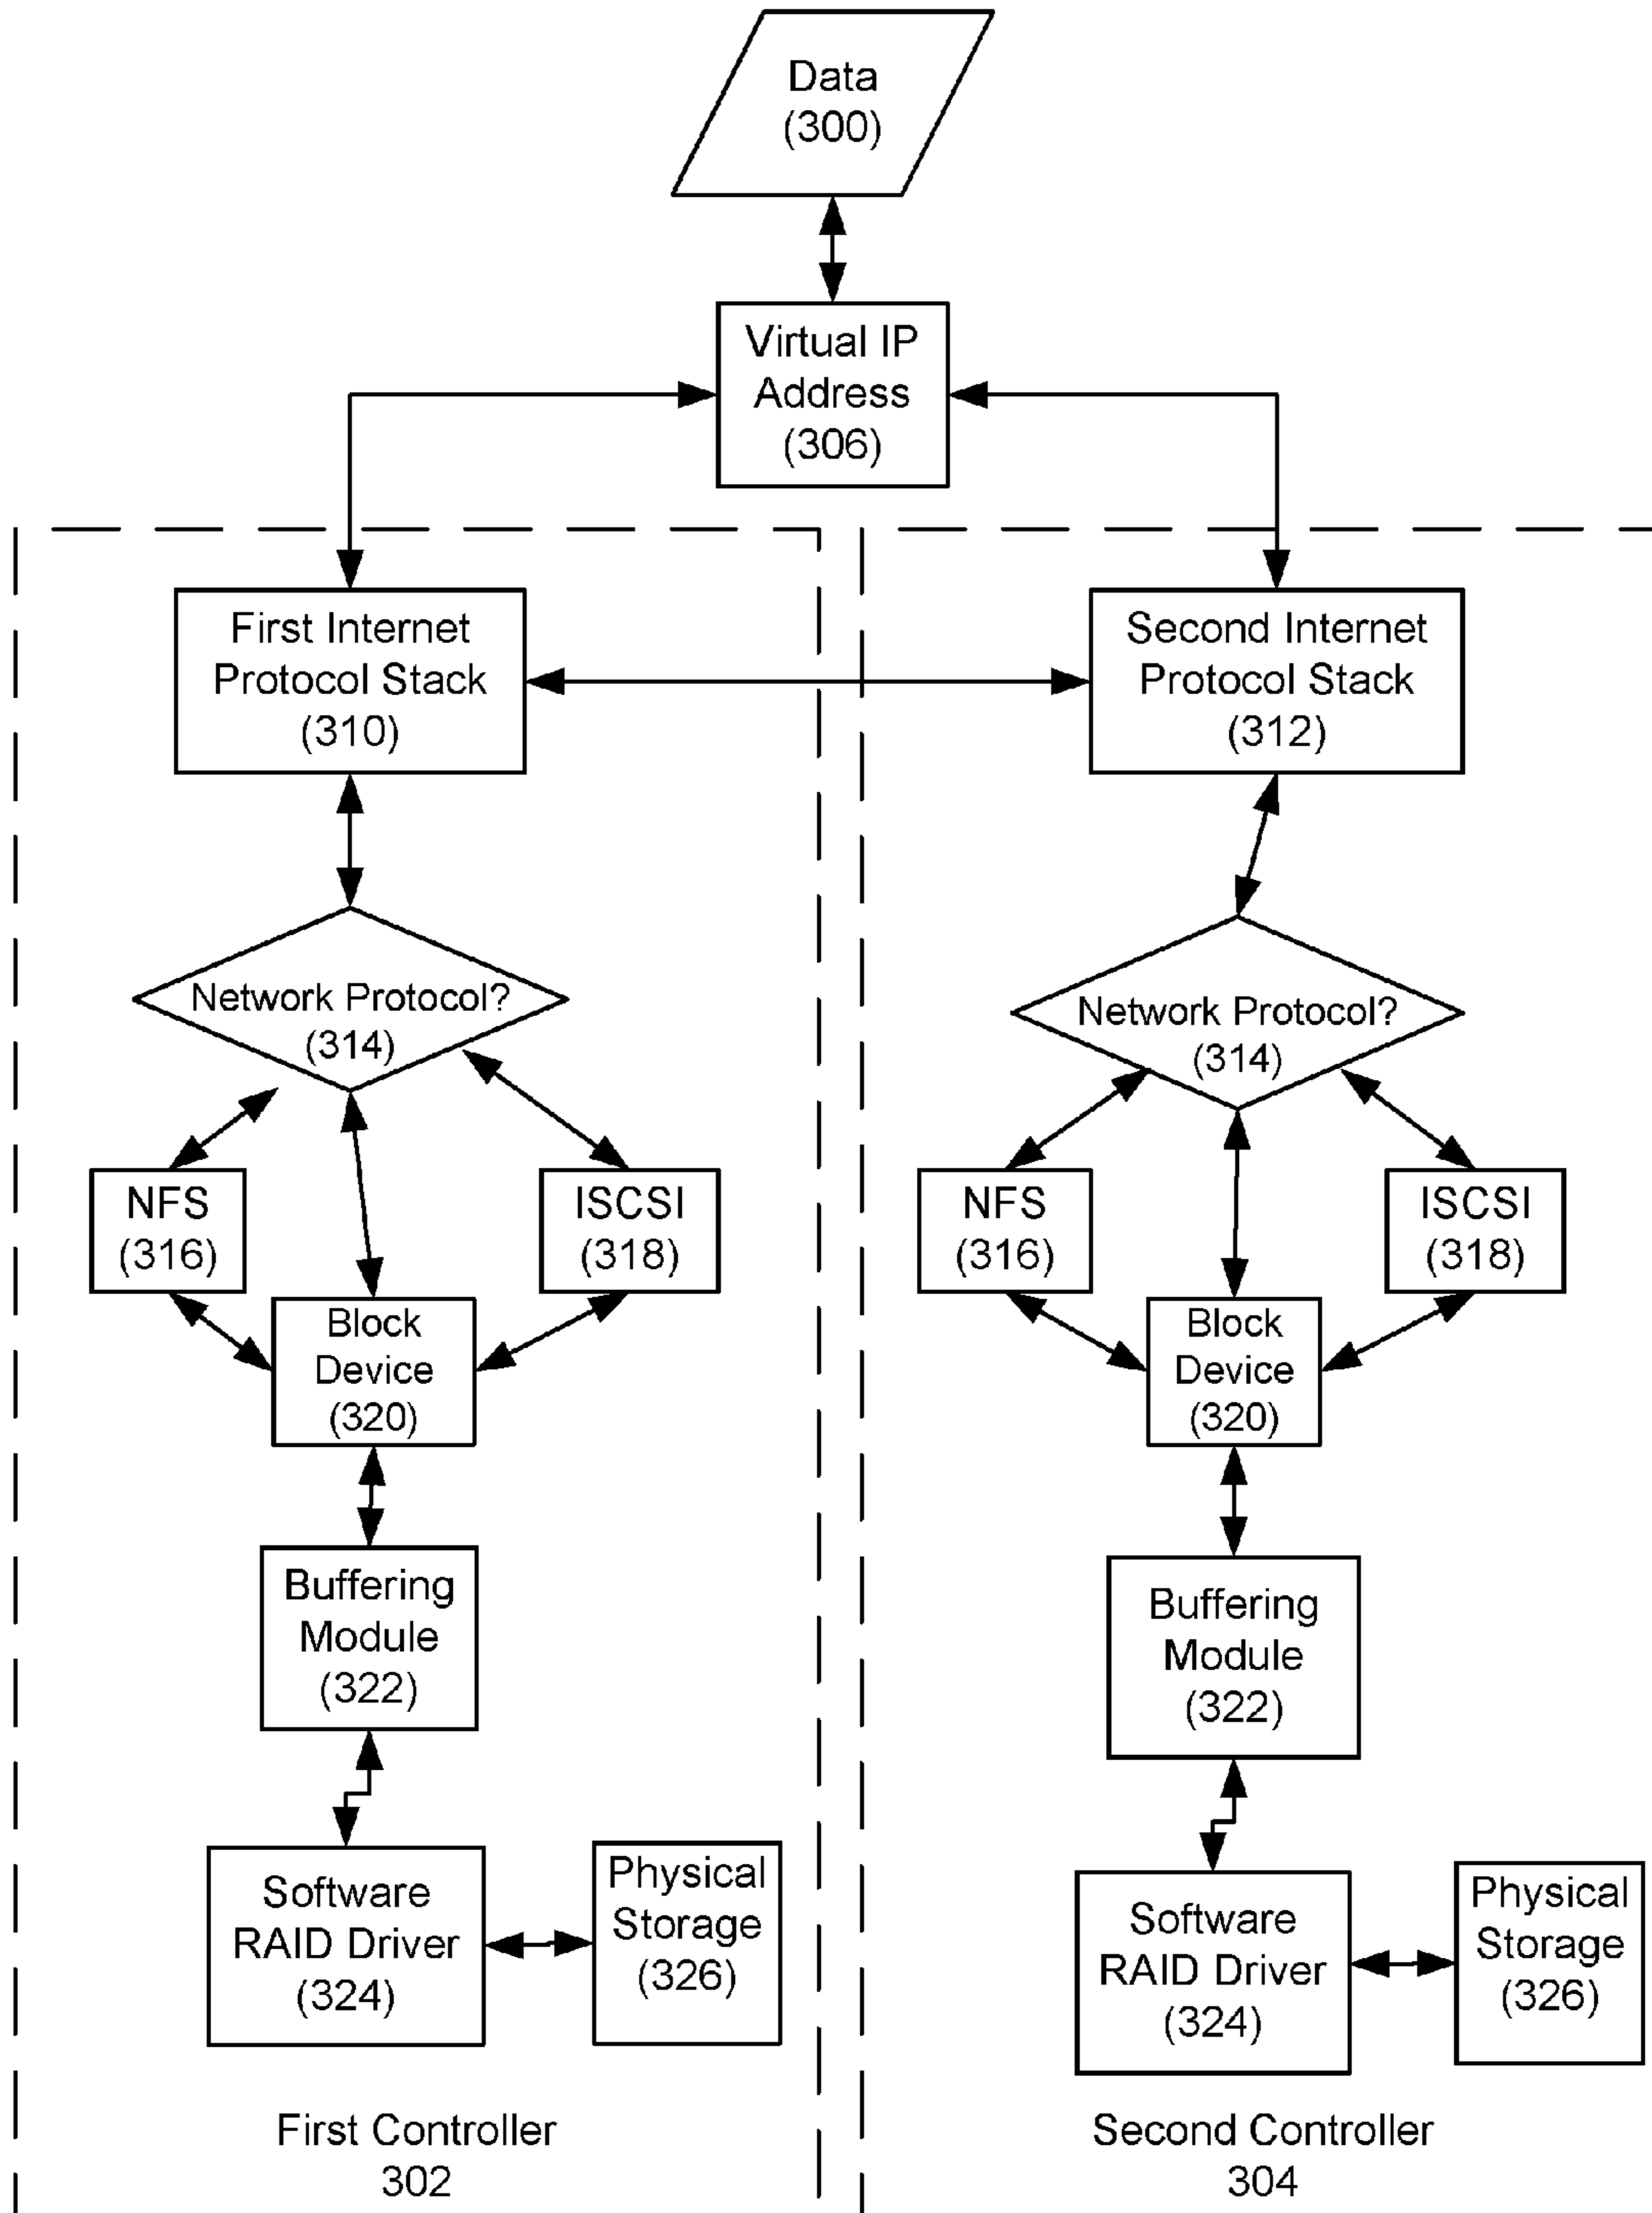 Data
(300)
Virtual IP
Address
(306)
First Internet
Protocol Stack
(310)
Network Protocol?
(314)
NFS
(316)
ISCSI
(318)
Block
Device
(320)
Buffering
Module
(322)
Software
RAID Driver
(324)
Physical
Storage
(326)
First Controller
302
Second Internet
Protocol Stack
(312)
Network Protocol?
(314)
NFS
(316)
ISCSI
(318)
Block
Device
(320)
Buffering
Module
(322)
Software
RAID Driver
(324)
Physical
Storage
(326)
Second Controller
304